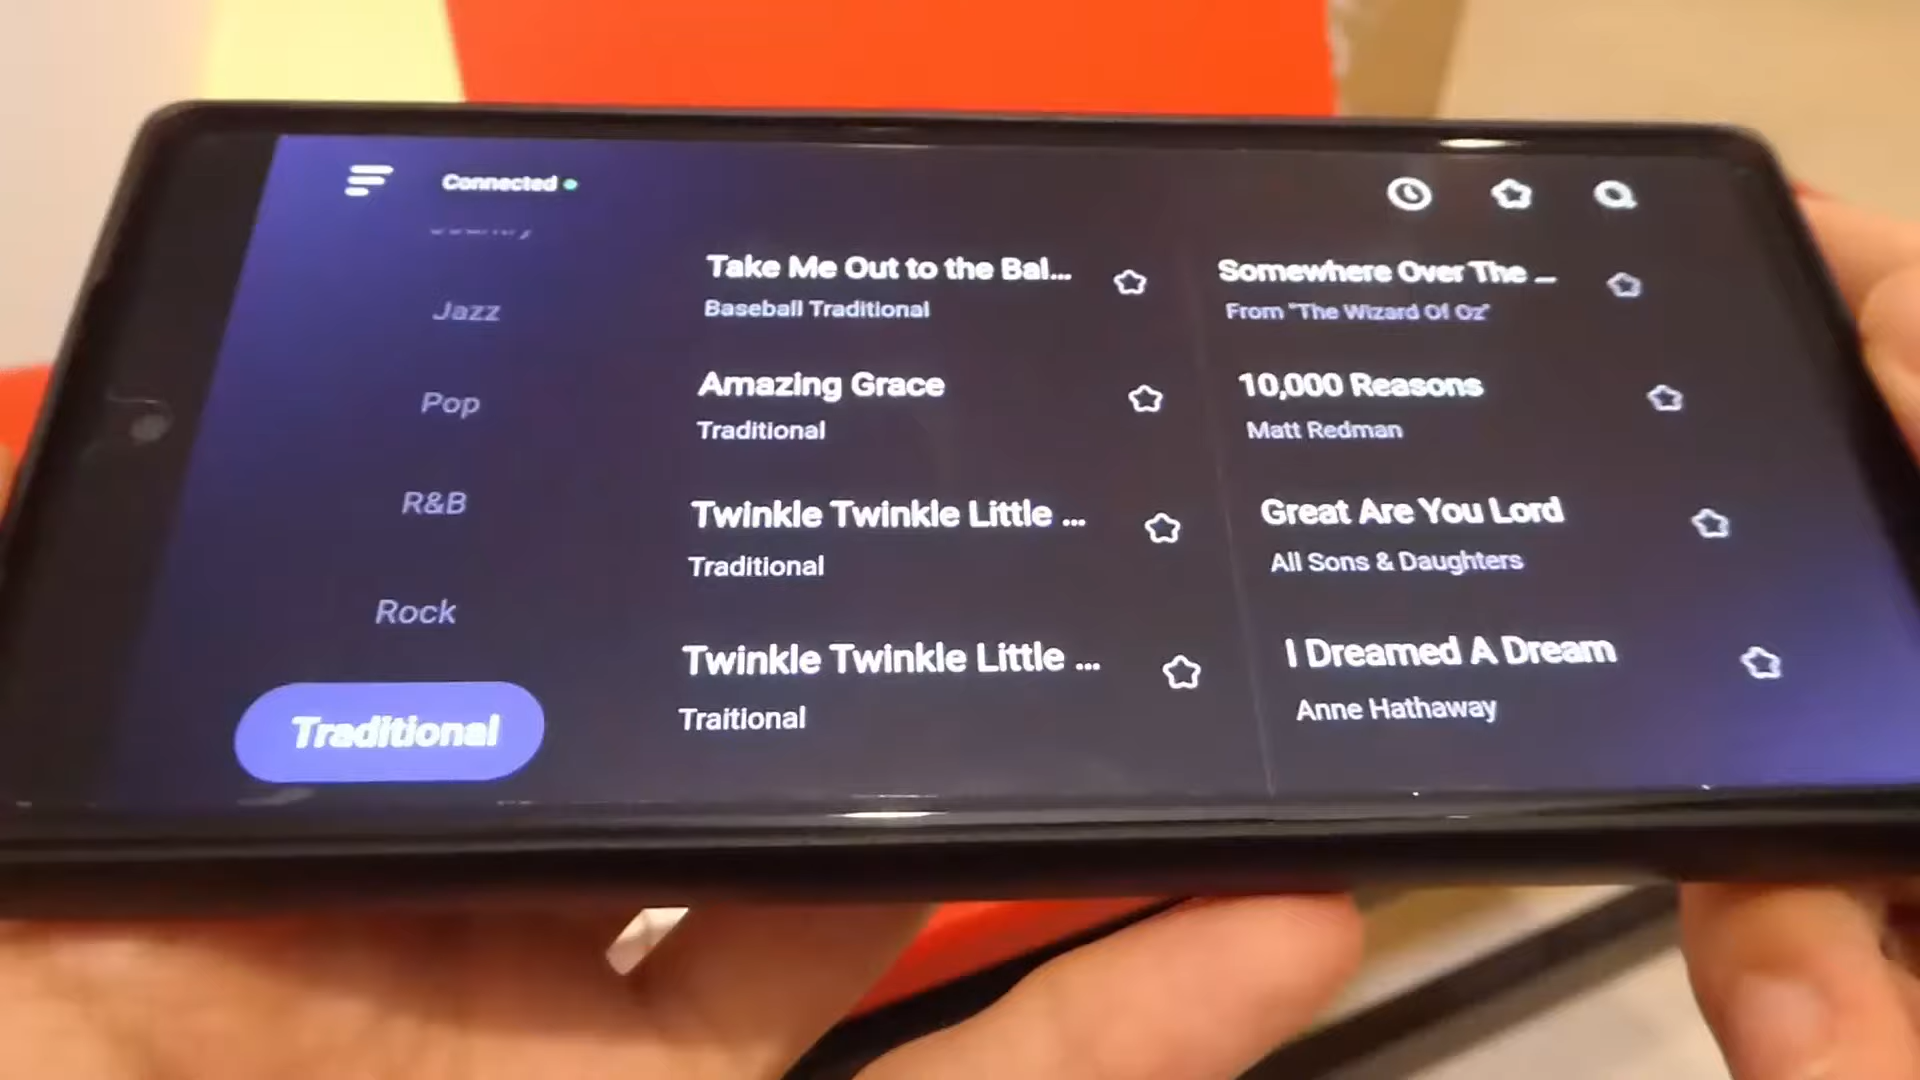 Connected
Jazz
Pop
R&B
Rock
Traditional
Take Me Out to the Bal...
Baseball Traditional
Amazing Grace
Traditional
Twinkle Twinkle Little ...
Traditional
Twinkle Twinkle Little ...
Traitional
Somewhere Over The ...
From "The Wizard Of Oz"
10,000 Reasons
Matt Redman
Great Are You Lord
All Sons & Daughters
I Dreamed A Dream
Anne Hathaway